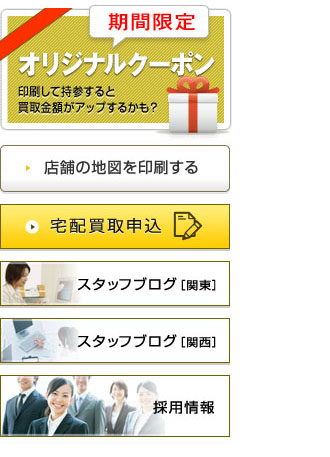 期間限定
オリジナルクーポン
印刷して持参すると
買取金額がアップするかも?
店舗の地図を印刷する
宅配買取申込
スタッフブログ[関東]
スタッフブログ[関西]
採用情報